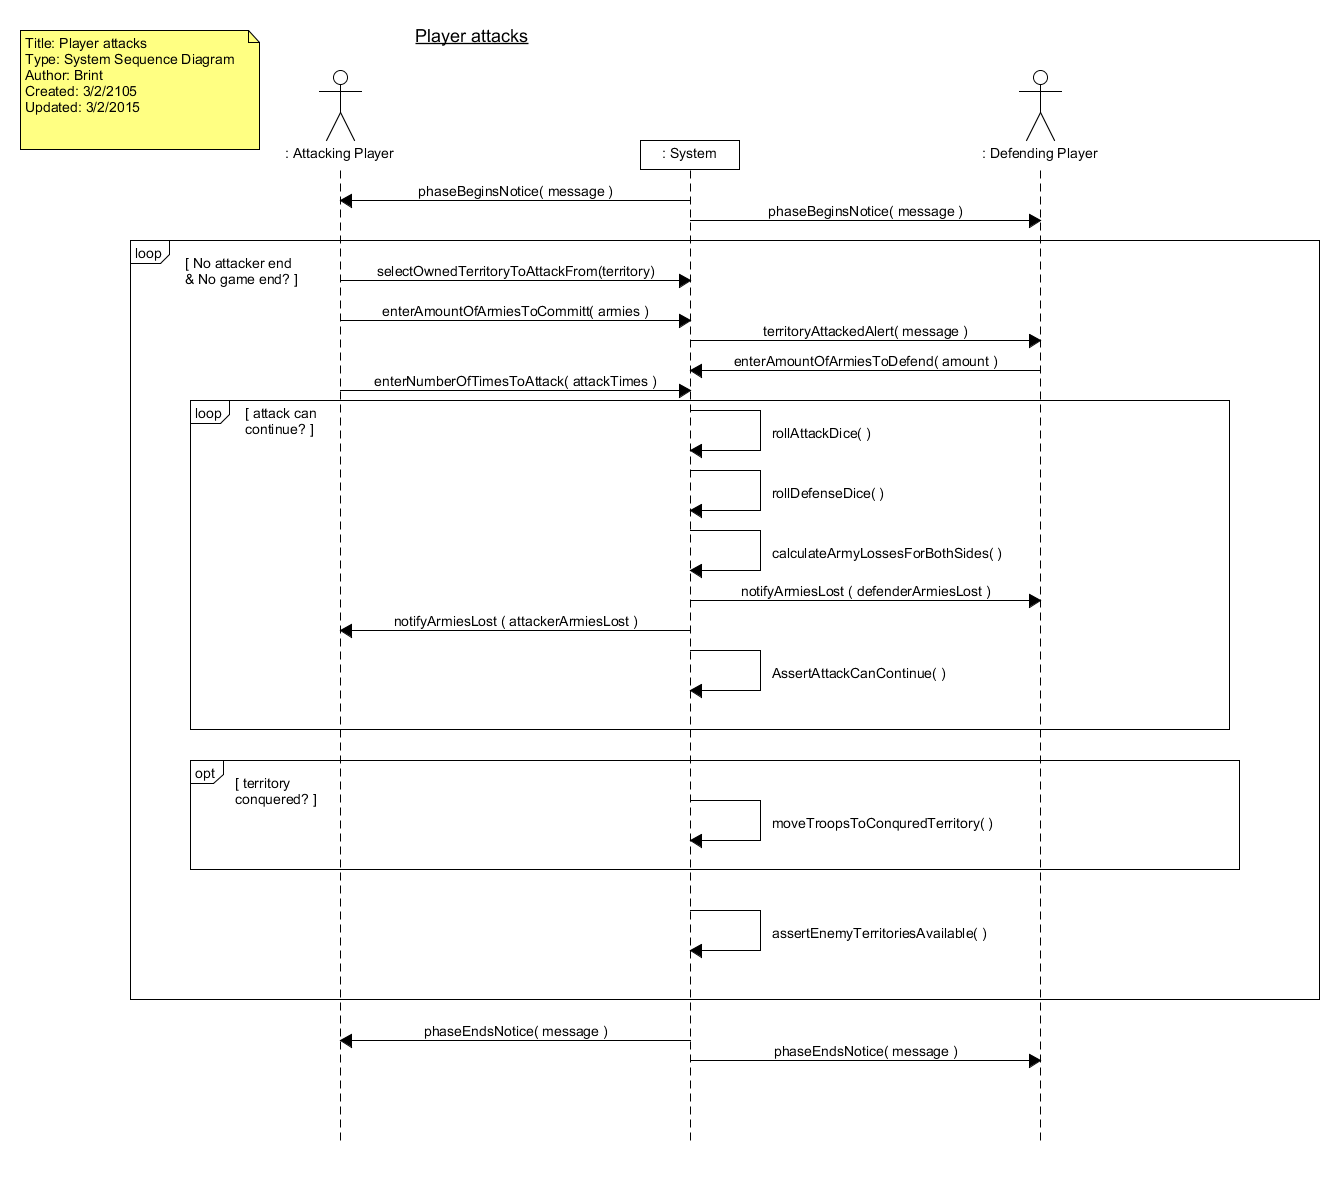 Player attacks
Title: Player attacks
Type: System Sequence Diagram
Author: Brint
Created: 3/2/2105
Updated: 3/2/2015
: Attacking Player
: System
: Defending Player
phaseBeginsNotice( message )
phaseBeginsNotice( message )
loop
[ No attacker end
& No game end? ]
selectOwnedTerritoryToAttackFrom(territory)
enterAmountOfArmiesToCommitt( armies )
territoryAttackedAlert( message )
enterAmountOfArmiesToDefend( amount )
enterNumberOfTimesToAttack( attackTimes )
loop
[ attack can
continue? ]
rollAttackDice( )
rollDefenseDice( )
calculateArmyLossesForBothSides( )
notifyArmiesLost ( defenderArmiesLost )
notifyArmiesLost ( attackerArmiesLost )
AssertAttackCanContinue( )
opt
[ territory
conquered? ]
moveTroopsToConquredTerritory( )
assertEnemyTerritoriesAvailable( )
phaseEndsNotice( message )
phaseEndsNotice( message )